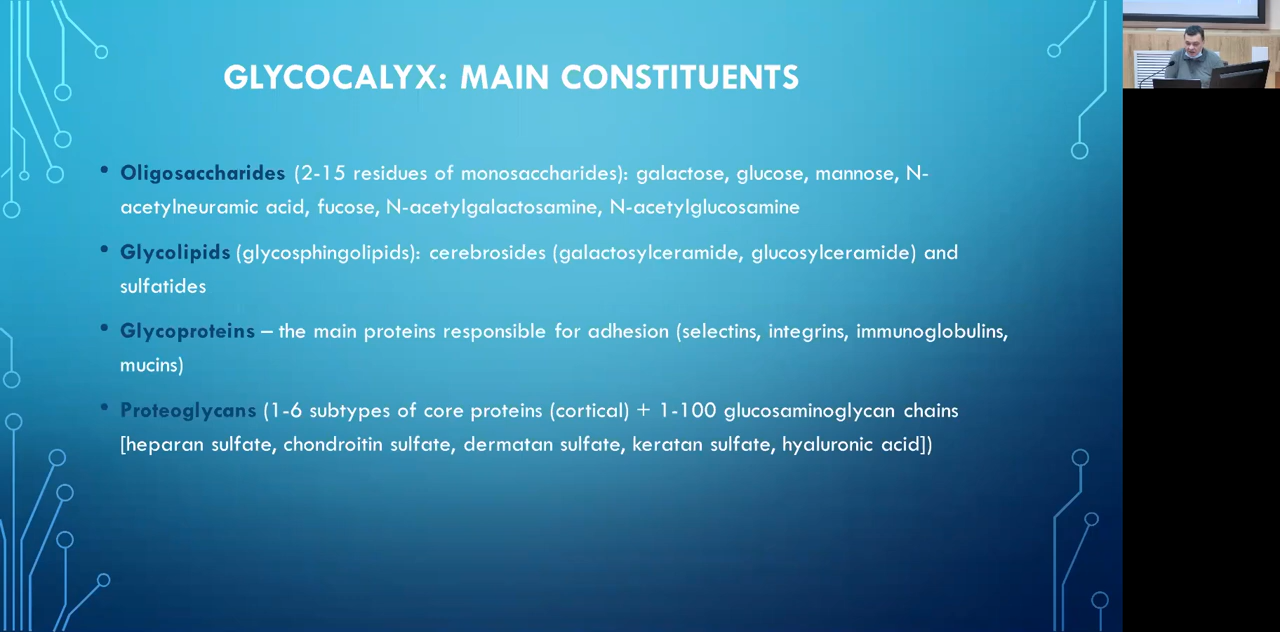 GLYCOCALYX: MAIN CONSTITUENTS
• Oligosaccharides (2-15 residues of monosaccharides): galactose, glucose, mannose, N-
acetylneuramic acid, fucose, N-acetylgalactosamine, N-acetylglucosamine
• Glycolipids (glycosphingolipids): cerebrosides (galactosylceramide, glucosylceramide) and
sulfatides
• Glycoproteins – the main proteins responsible for adhesion (selectins, integrins, immunoglobulins,
mucins)
• Proteoglycans (1-6 subtypes of core proteins (cortical) + 1-100 glucosaminoglycan chains
[heparan sulfate, chondroitin sulfate, dermatan sulfate, keratan sulfate, hyaluronic acid])